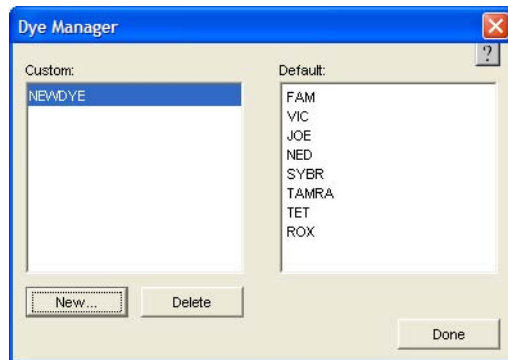 Dye Manager
?
Custom:
NEWDYE
Default:
FAM
VIC
JOE
NED
SYBR
TAMRA
TET
ROX
New...
Delete
Done